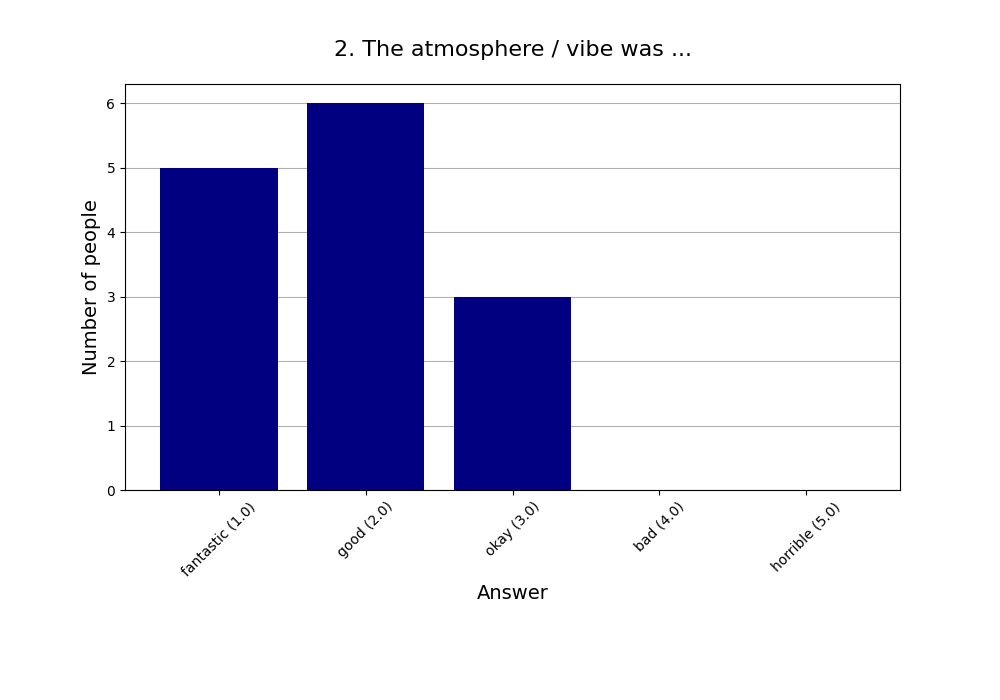 2. The atmosphere / vibe was ...
Number of people
6
5
4
3
2
1
0
fantastic (1.0)
good (2.0)
okay (3.0)
bad (4.0)
horrible (5.0)
Answer